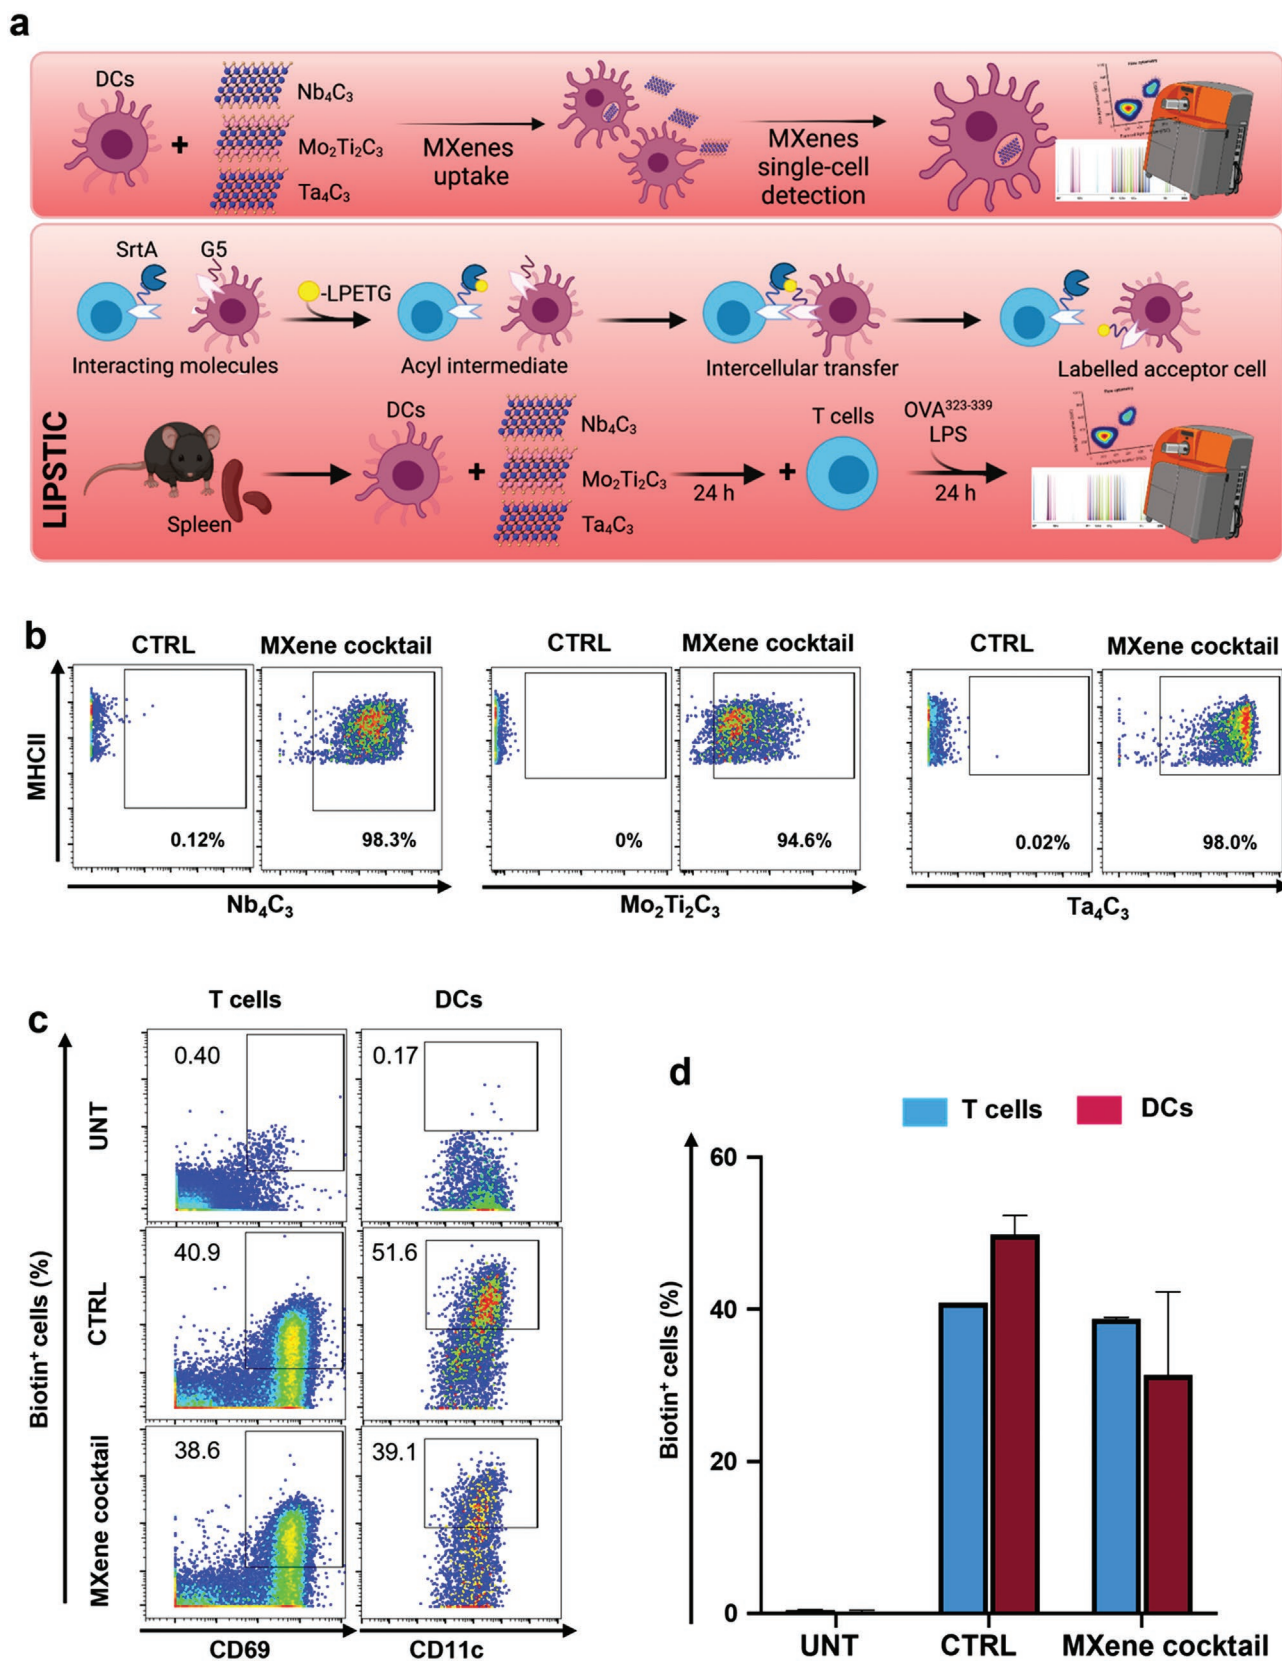 a
DCs
+
Nb₄C₃
Mo₂Ti₂C₃
Ta₄C₃
MXenes
uptake
MXenes
single-cell
detection
SrtA
G5
-LPETG
Interacting molecules
Acyl intermediate
Intercellular transfer
Labelled acceptor cell
LIPSTIC
Spleen
DCs
+
Nb₄C₃
Mo₂Ti₂C₃
Ta₄C₃
24 h
+
T cells
OVA³²³⁻³³⁹
LPS
24 h
b
CTRL
MXene cocktail
CTRL
MXene cocktail
CTRL
MXene cocktail
MHCII
0.12%
98.3%
0%
94.6%
0.02%
98.0%
Nb₄C₃
Mo₂Ti₂C₃
Ta₄C₃
c
T cells
DCs
Biotin⁺ cells (%)
UNT
0.40
0.17
CTRL
40.9
51.6
MXene cocktail
38.6
39.1
CD69
CD11c
d
T cells
DCs
Biotin⁺ cells (%)
60
40
20
0
UNT
CTRL
MXene cocktail